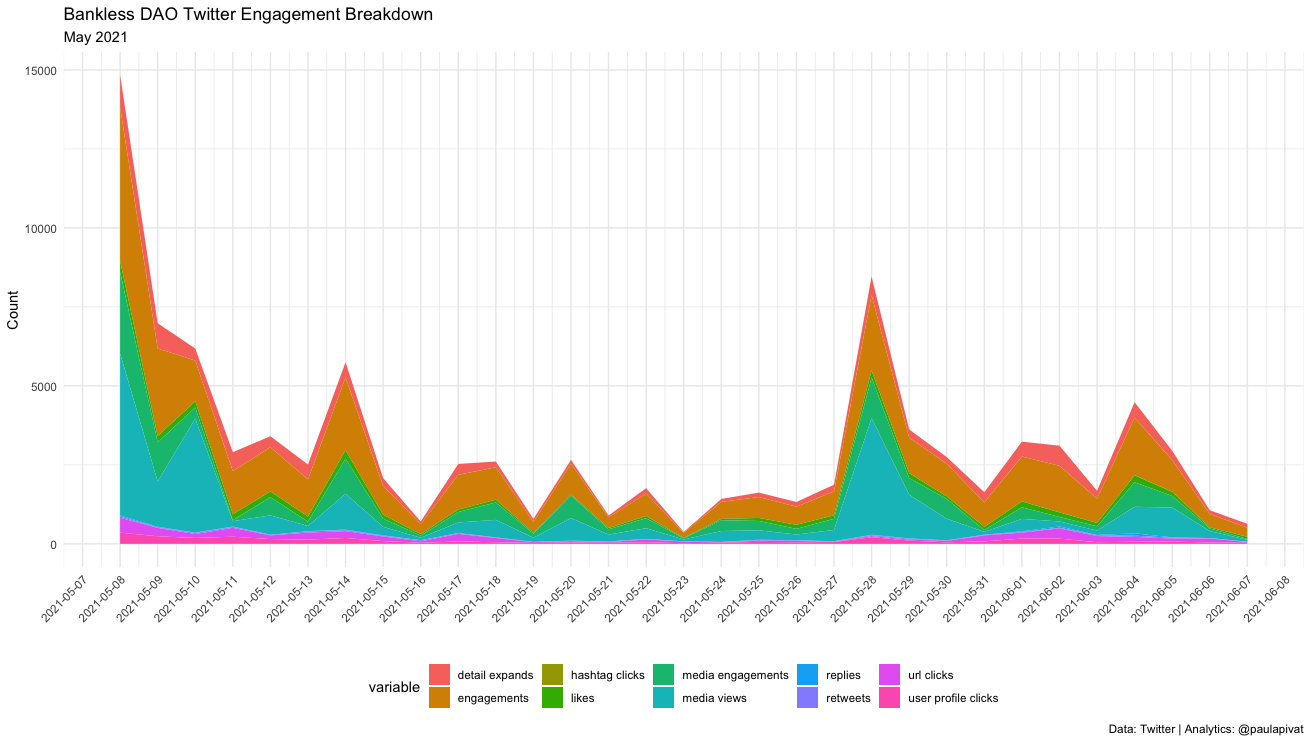 Bankless DAO Twitter Engagement Breakdown
May 2021
15000
10000
5000
0
Count
2021-05-07
2021-05-08
2021-05-09
2021-05-10
2021-05-11
2021-05-12
2021-05-13
2021-05-14
2021-05-15
2021-05-16
2021-05-17
2021-05-18
2021-05-19
2021-05-20
2021-05-21
2021-05-22
2021-05-23
2021-05-24
2021-05-25
2021-05-26
2021-05-27
2021-05-28
2021-05-29
2021-05-30
2021-05-31
2021-06-01
2021-06-02
2021-06-03
2021-06-04
2021-06-05
2021-06-06
2021-06-07
2021-06-08
variable
detail expands
hashtag clicks
media engagements
replies
url clicks
engagements
likes
media views
retweets
user profile clicks
Data: Twitter | Analytics: @paulapivat